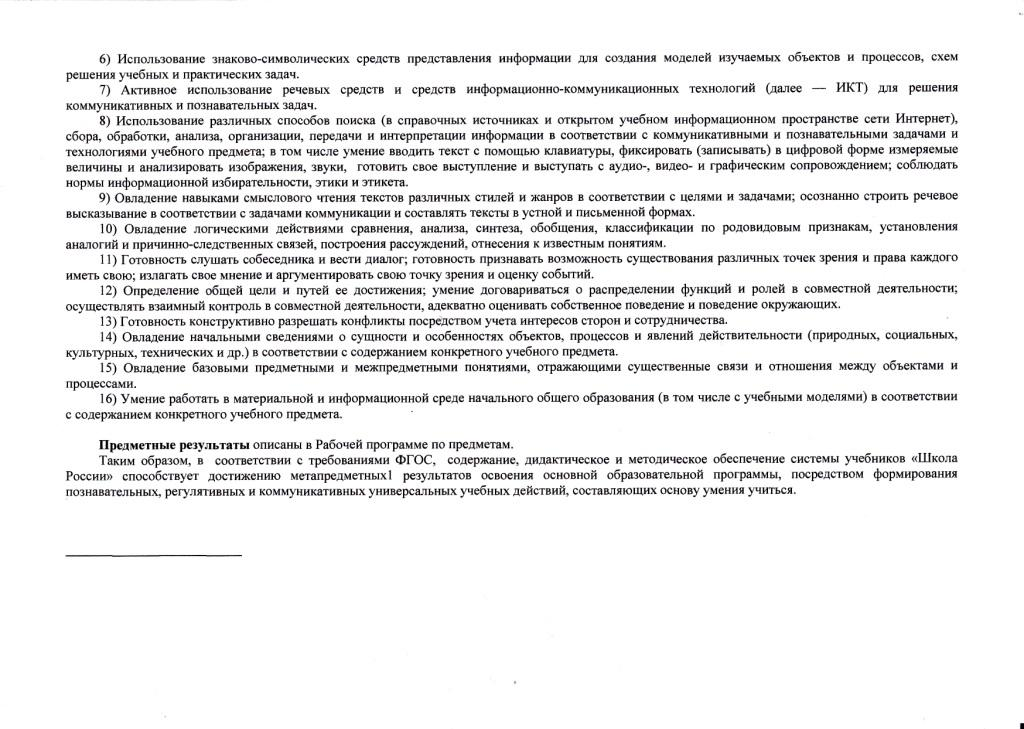 6) Использование знаково-символических средств представления информации для создания моделей изучаемых объектов и процессов, схем
решения учебных и практических задач.
7) Активное использование речевых средств и средств информационно-коммуникационных технологий (далее — ИКТ) для решения
коммуникативных и познавательных задач.
8) Использование различных способов поиска (в справочных источниках и открытом учебном информационном пространстве сети Интернет),
сбора, обработки, анализа, организации, передачи и интерпретации информации в соответствии с коммуникативными и познавательными задачами и
технологиями учебного предмета; в том числе умение вводить текст с помощью клавиатуры, фиксировать (записывать) в цифровой форме измеряемые
величины и анализировать изображения, звуки, готовить свое выступление и выступать с аудио-, видео- и графическим сопровождением; соблюдать
нормы информационной избирательности, этики и этикета.
9) Овладение навыками смыслового чтения текстов различных стилей и жанров в соответствии с целями и задачами; осознанно строить речевое
высказывание в соответствии с задачами коммуникации и составлять тексты в устной и письменной формах.
10) Овладение логическими действиями сравнения, анализа, синтеза, обобщения, классификации по родовидовым признакам, установления
аналогий и причинно-следственных связей, построения рассуждений, отнесения к известным понятиям.
11) Готовность слушать собеседника и вести диалог; готовность признавать возможность существования различных точек зрения и права каждого
иметь свою; излагать свое мнение и аргументировать свою точку зрения и оценку событий.
12) Определение общей цели и путей ее достижения; умение договариваться о распределении функций и ролей в совместной деятельности;
осуществлять взаимный контроль в совместной деятельности, адекватно оценивать собственное поведение и поведение окружающих.
13) Готовность конструктивно разрешать конфликты посредством учета интересов сторон и сотрудничества.
14) Овладение начальными сведениями о сущности и особенностях объектов, процессов и явлений действительности (природных, социальных,
культурных, технических и др.) в соответствии с содержанием конкретного учебного предмета.
15) Овладение базовыми предметными и межпредметными понятиями, отражающими существенные связи и отношения между объектами и
процессами.
16) Умение работать в материальной и информационной среде начального общего образования (в том числе с учебными моделями) в соответствии
с содержанием конкретного учебного предмета.
Предметные результаты описаны в Рабочей программе по предметам.
Таким образом, в соответствии с требованиями ФГОС, содержание, дидактическое и методическое обеспечение системы учебников «Школа
России» способствует достижению метапредметных1 результатов освоения основной образовательной программы, посредством формирования
познавательных, регулятивных и коммуникативных универсальных учебных действий, составляющих основу умения учиться.